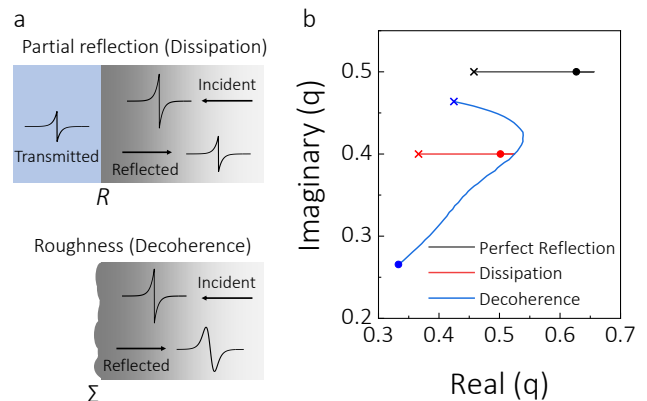 a
Partial reflection (Dissipation)
Incident
Transmitted
Reflected
R
Roughness (Decoherence)
Incident
Reflected
Σ
b
Imaginary (q)
0.5
0.4
0.3
0.2
Perfect Reflection
Dissipation
Decoherence
0.3 0.4 0.5 0.6 0.7
Real (q)